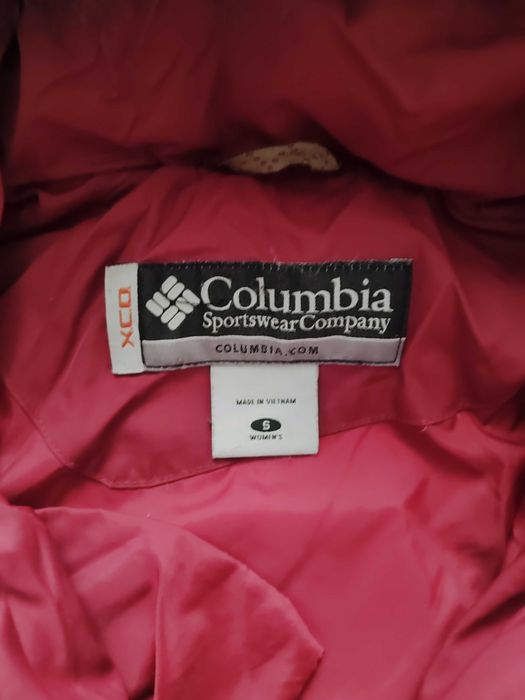 XCO
Columbia
Sportswear Company
COLUMBIA.COM
MADE IN VIETNAM
S
WOMEN'S